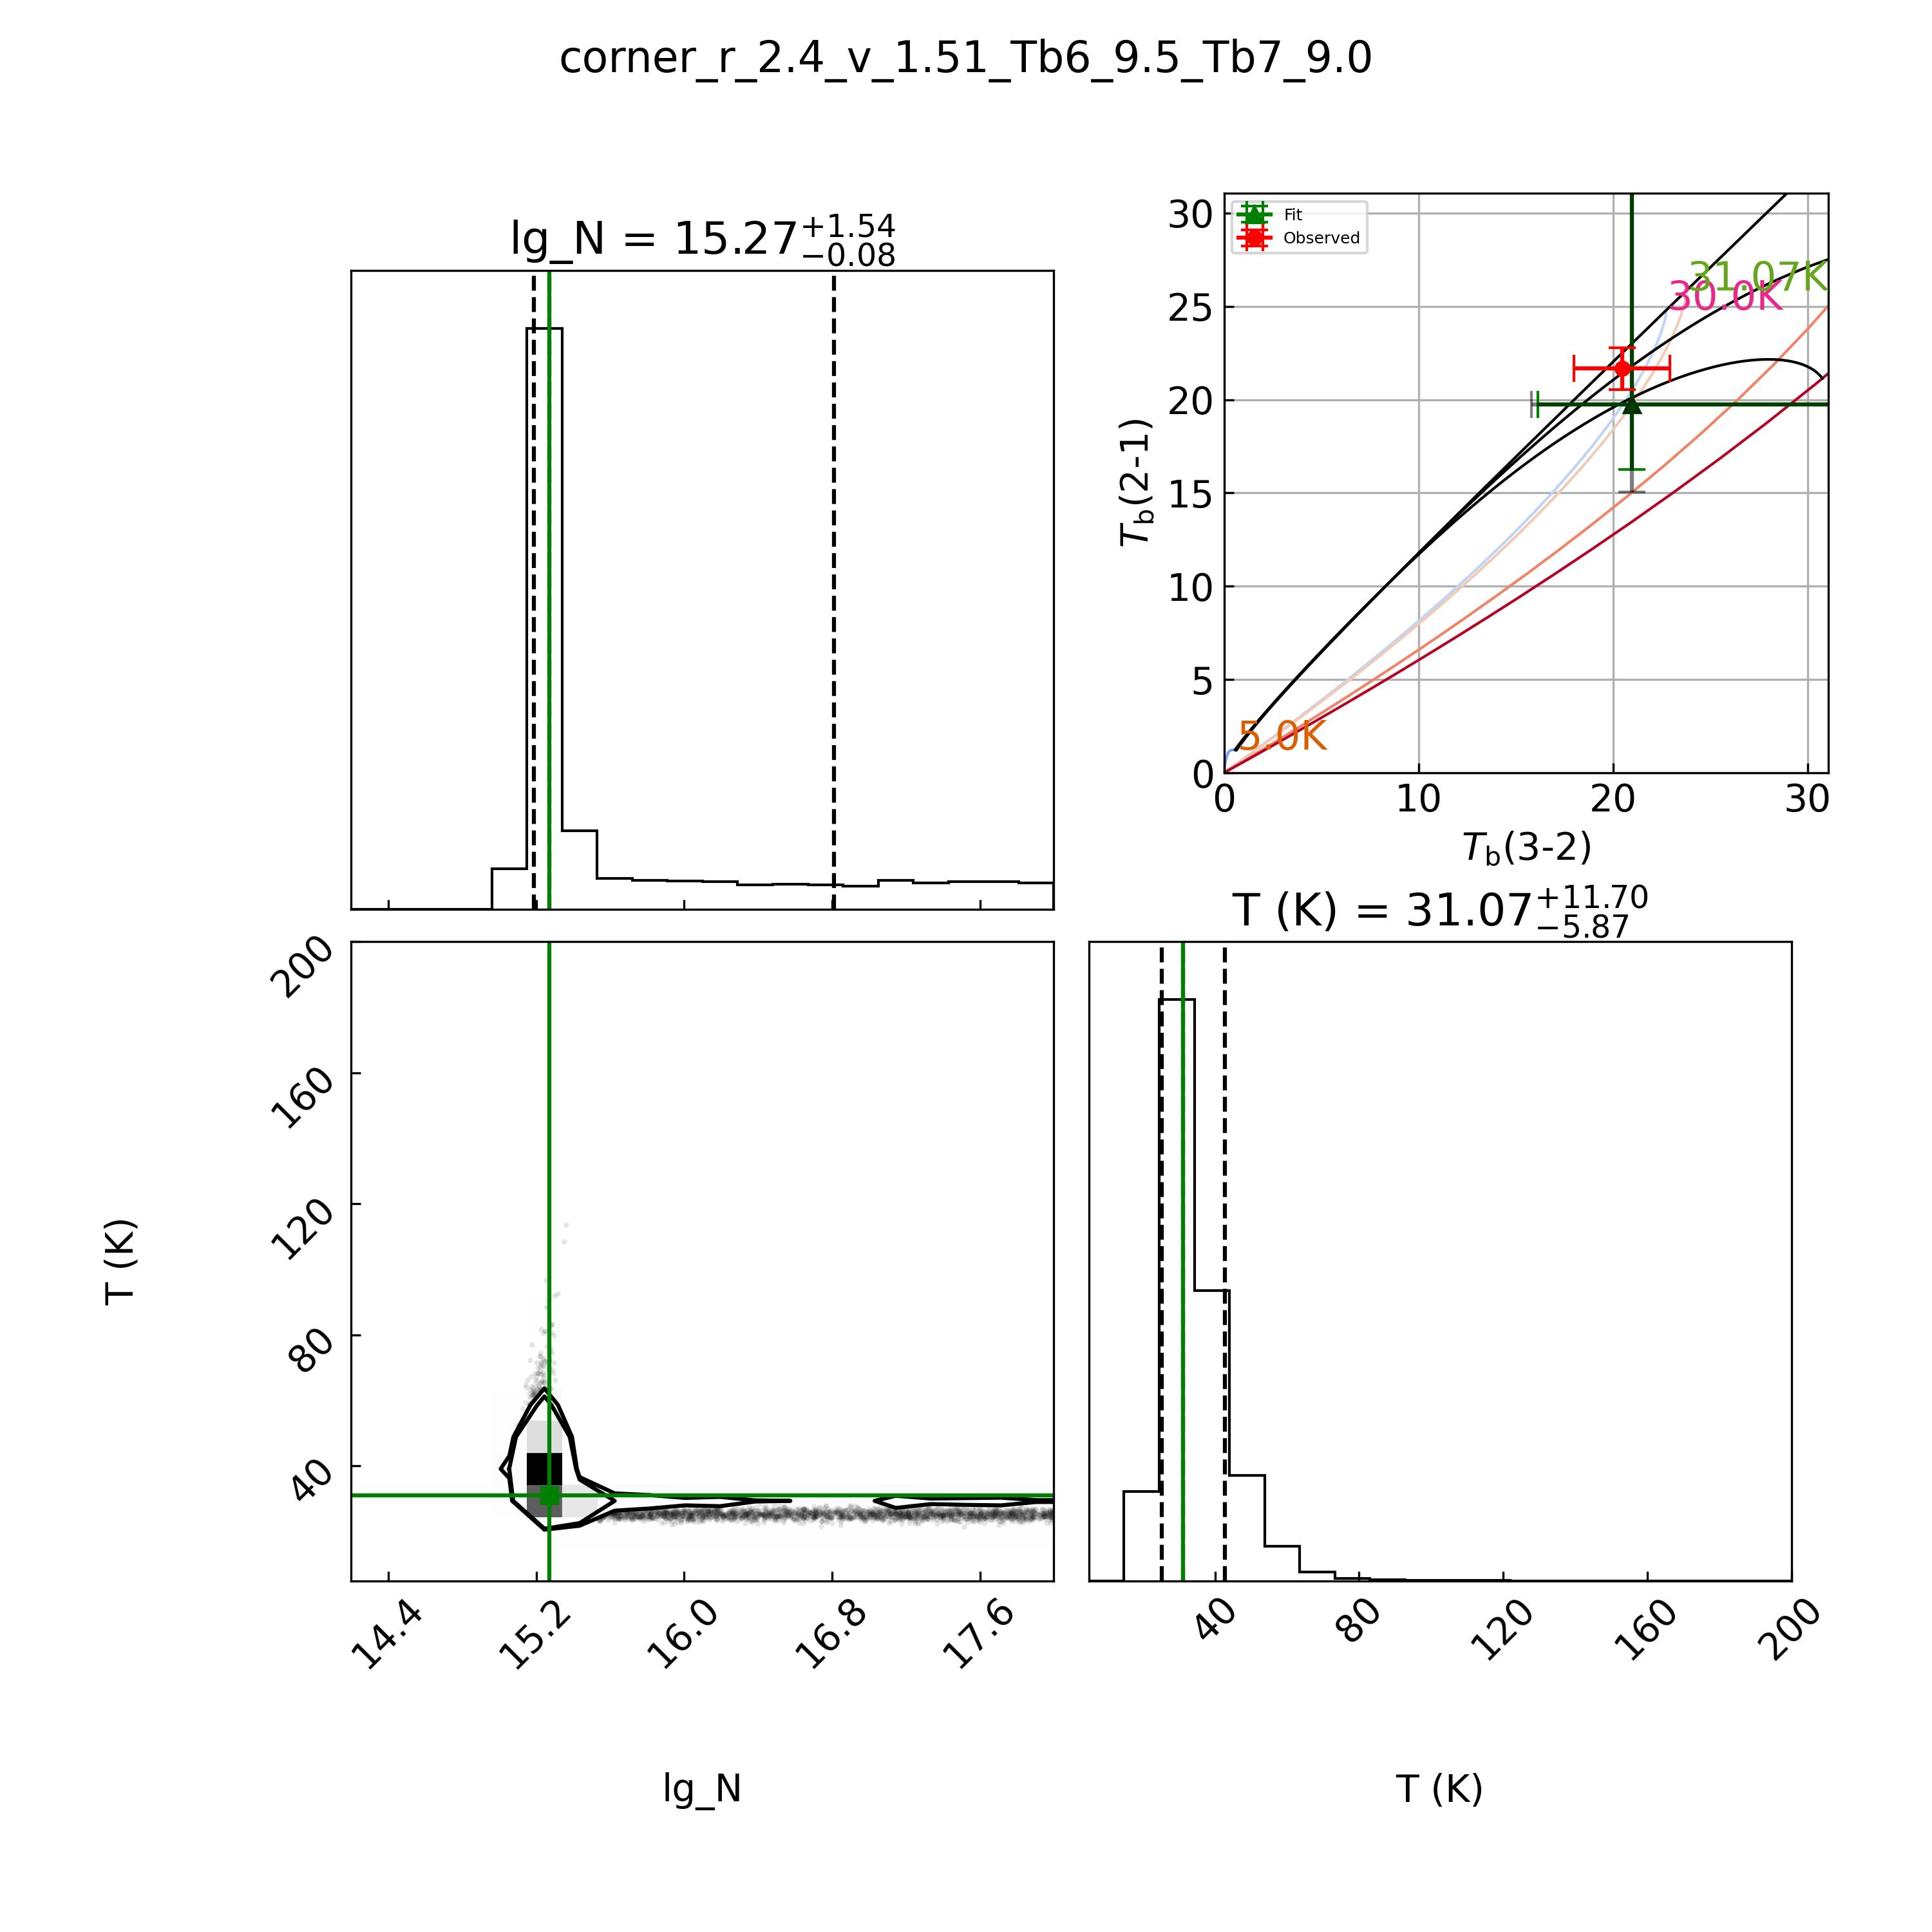 corner_r_2.4_v_1.51_Tb6_9.5_Tb7_9.0
lg_N = 15.27+1.54−0.08
30
25
20
15
10
5
0
Tb(2-1)
Fit
Observed
31.07K
30.0K
5.0K
0 10 20 30
Tb(3-2)
T (K) = 31.07+11.70−5.87
200
160
120
80
40
T (K)
14.4 15.2 16.0 16.8 17.6
lg_N
40 80 120 160 200
T (K)